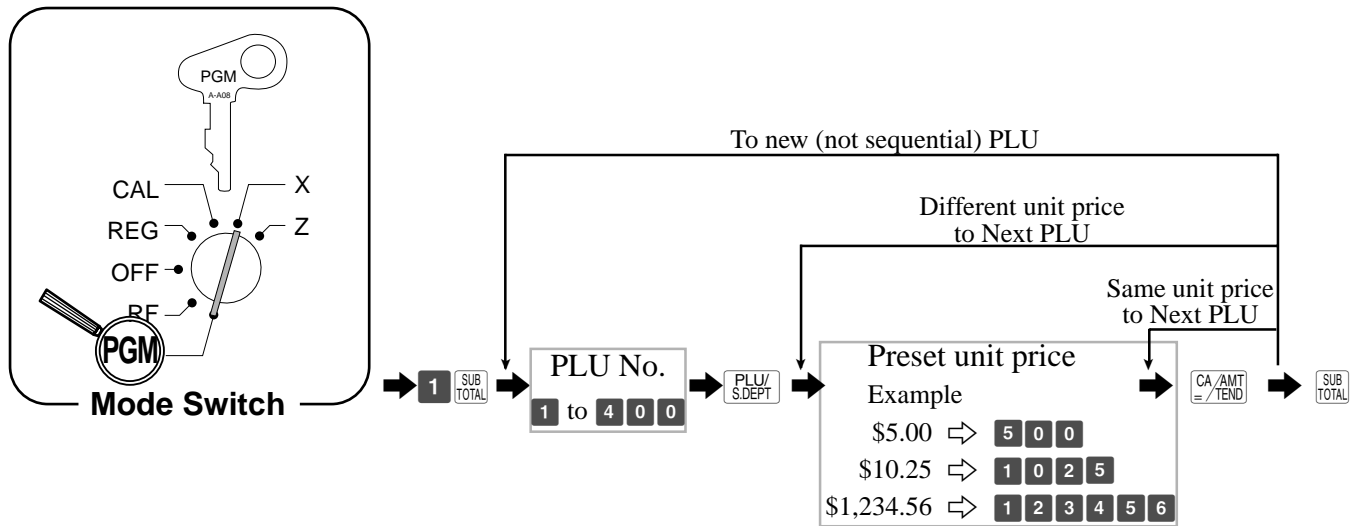 PGM
A-A08
CAL
X
REG
Z
OFF
RF
PGM
Mode Switch
To new (not sequential) PLU
Different unit price
to Next PLU
Same unit price
to Next PLU
1 SUB TOTAL
PLU No.
1 to 4 0 0
PLU/
S.DEPT
Preset unit price
Example
$5.00 ⇨ 5 0 0
$10.25 ⇨ 1 0 2 5
$1,234.56 ⇨ 1 2 3 4 5 6
CA/AMT
= /TEND
SUB
TOTAL